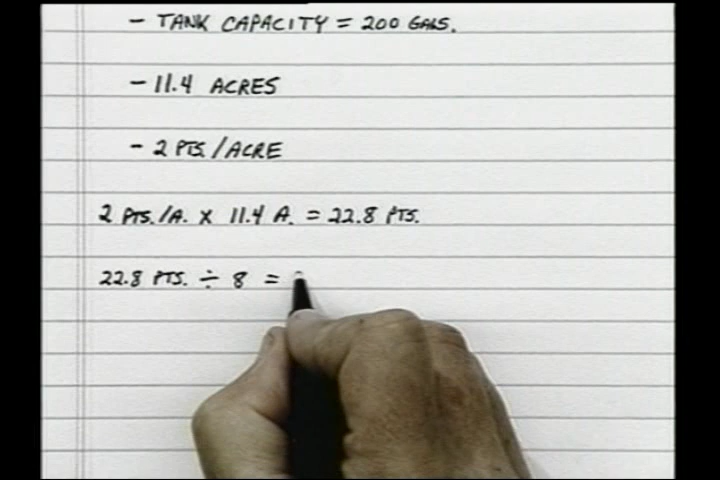 - TANK CAPACITY = 200 GALS.
- 11.4 ACRES
- 2 PTS./ACRE
2 PTS./A. x 11.4 A. = 22.8 PTS.
22.8 PTS. ÷ 8 =